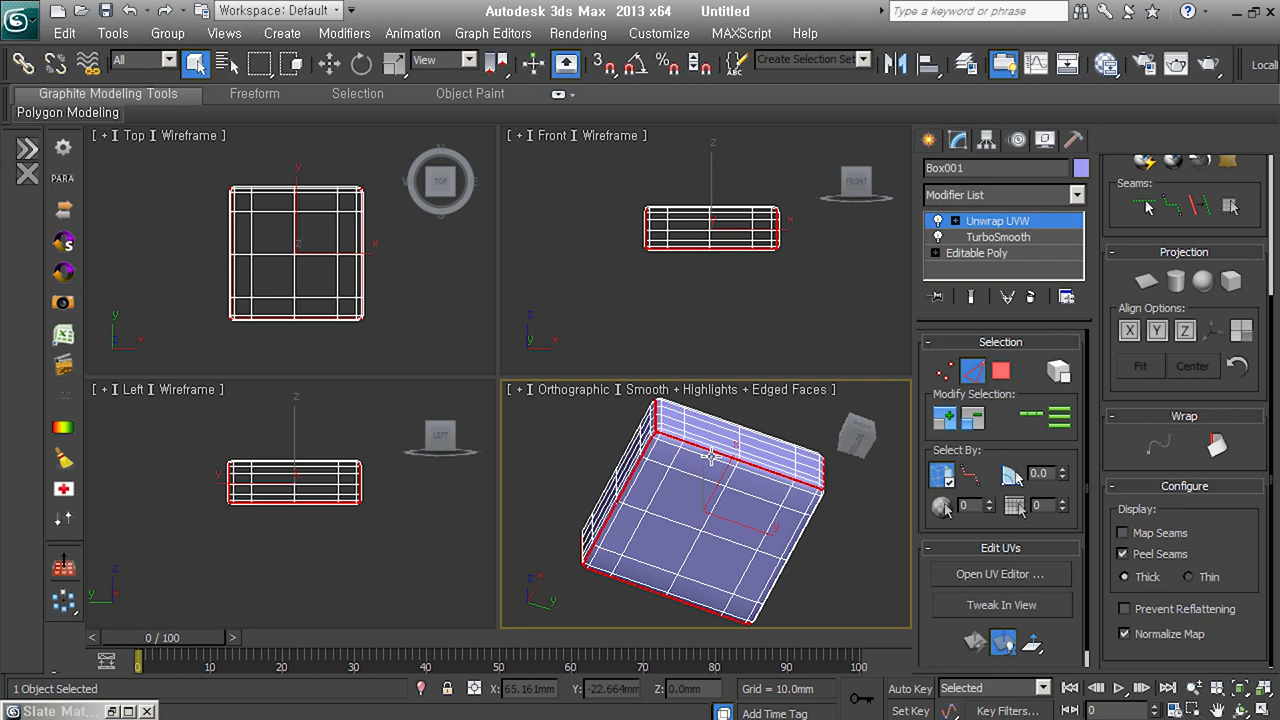 Workspace: Default
Autodesk 3ds Max 2013 x64 Untitled
Type a keyword or phrase
Edit Tools Group Views Create Modifiers Animation Graph Editors Rendering Customize MAXScript Help
All
View
Create Selection Set
Locali
Graphite Modeling Tools Freeform Selection Object Paint
Polygon Modeling
PARA
[ + ] Top ] Wireframe ]
[ + ] Front ] Wireframe ]
TOP
FRONT
Box001
Modifier List
Unwrap UVW
TurboSmooth
Editable Poly
Seams:
Projection
Align Options:
X Y Z
Fit Center
Selection
Modify Selection:
Wrap
[ + ] Left ] Wireframe ]
[ + ] Orthographic ] Smooth + Highlights + Edged Faces ]
LEFT
Select By:
0.0
0 0
Configure
Display:
Map Seams
Peel Seams
Thick Thin
Prevent Reflattening
Normalize Map
Edit UVs
Open UV Editor ...
Tweak In View
0 / 100
0 10 20 30 40 50 60 70 80 90 100
1 Object Selected
X: 65.161mm Y: -22.664mm Z: 0.0mm Grid = 10.0mm
Auto Key Selected
Slate Mat...
Add Time Tag
Set Key Key Filters... 0